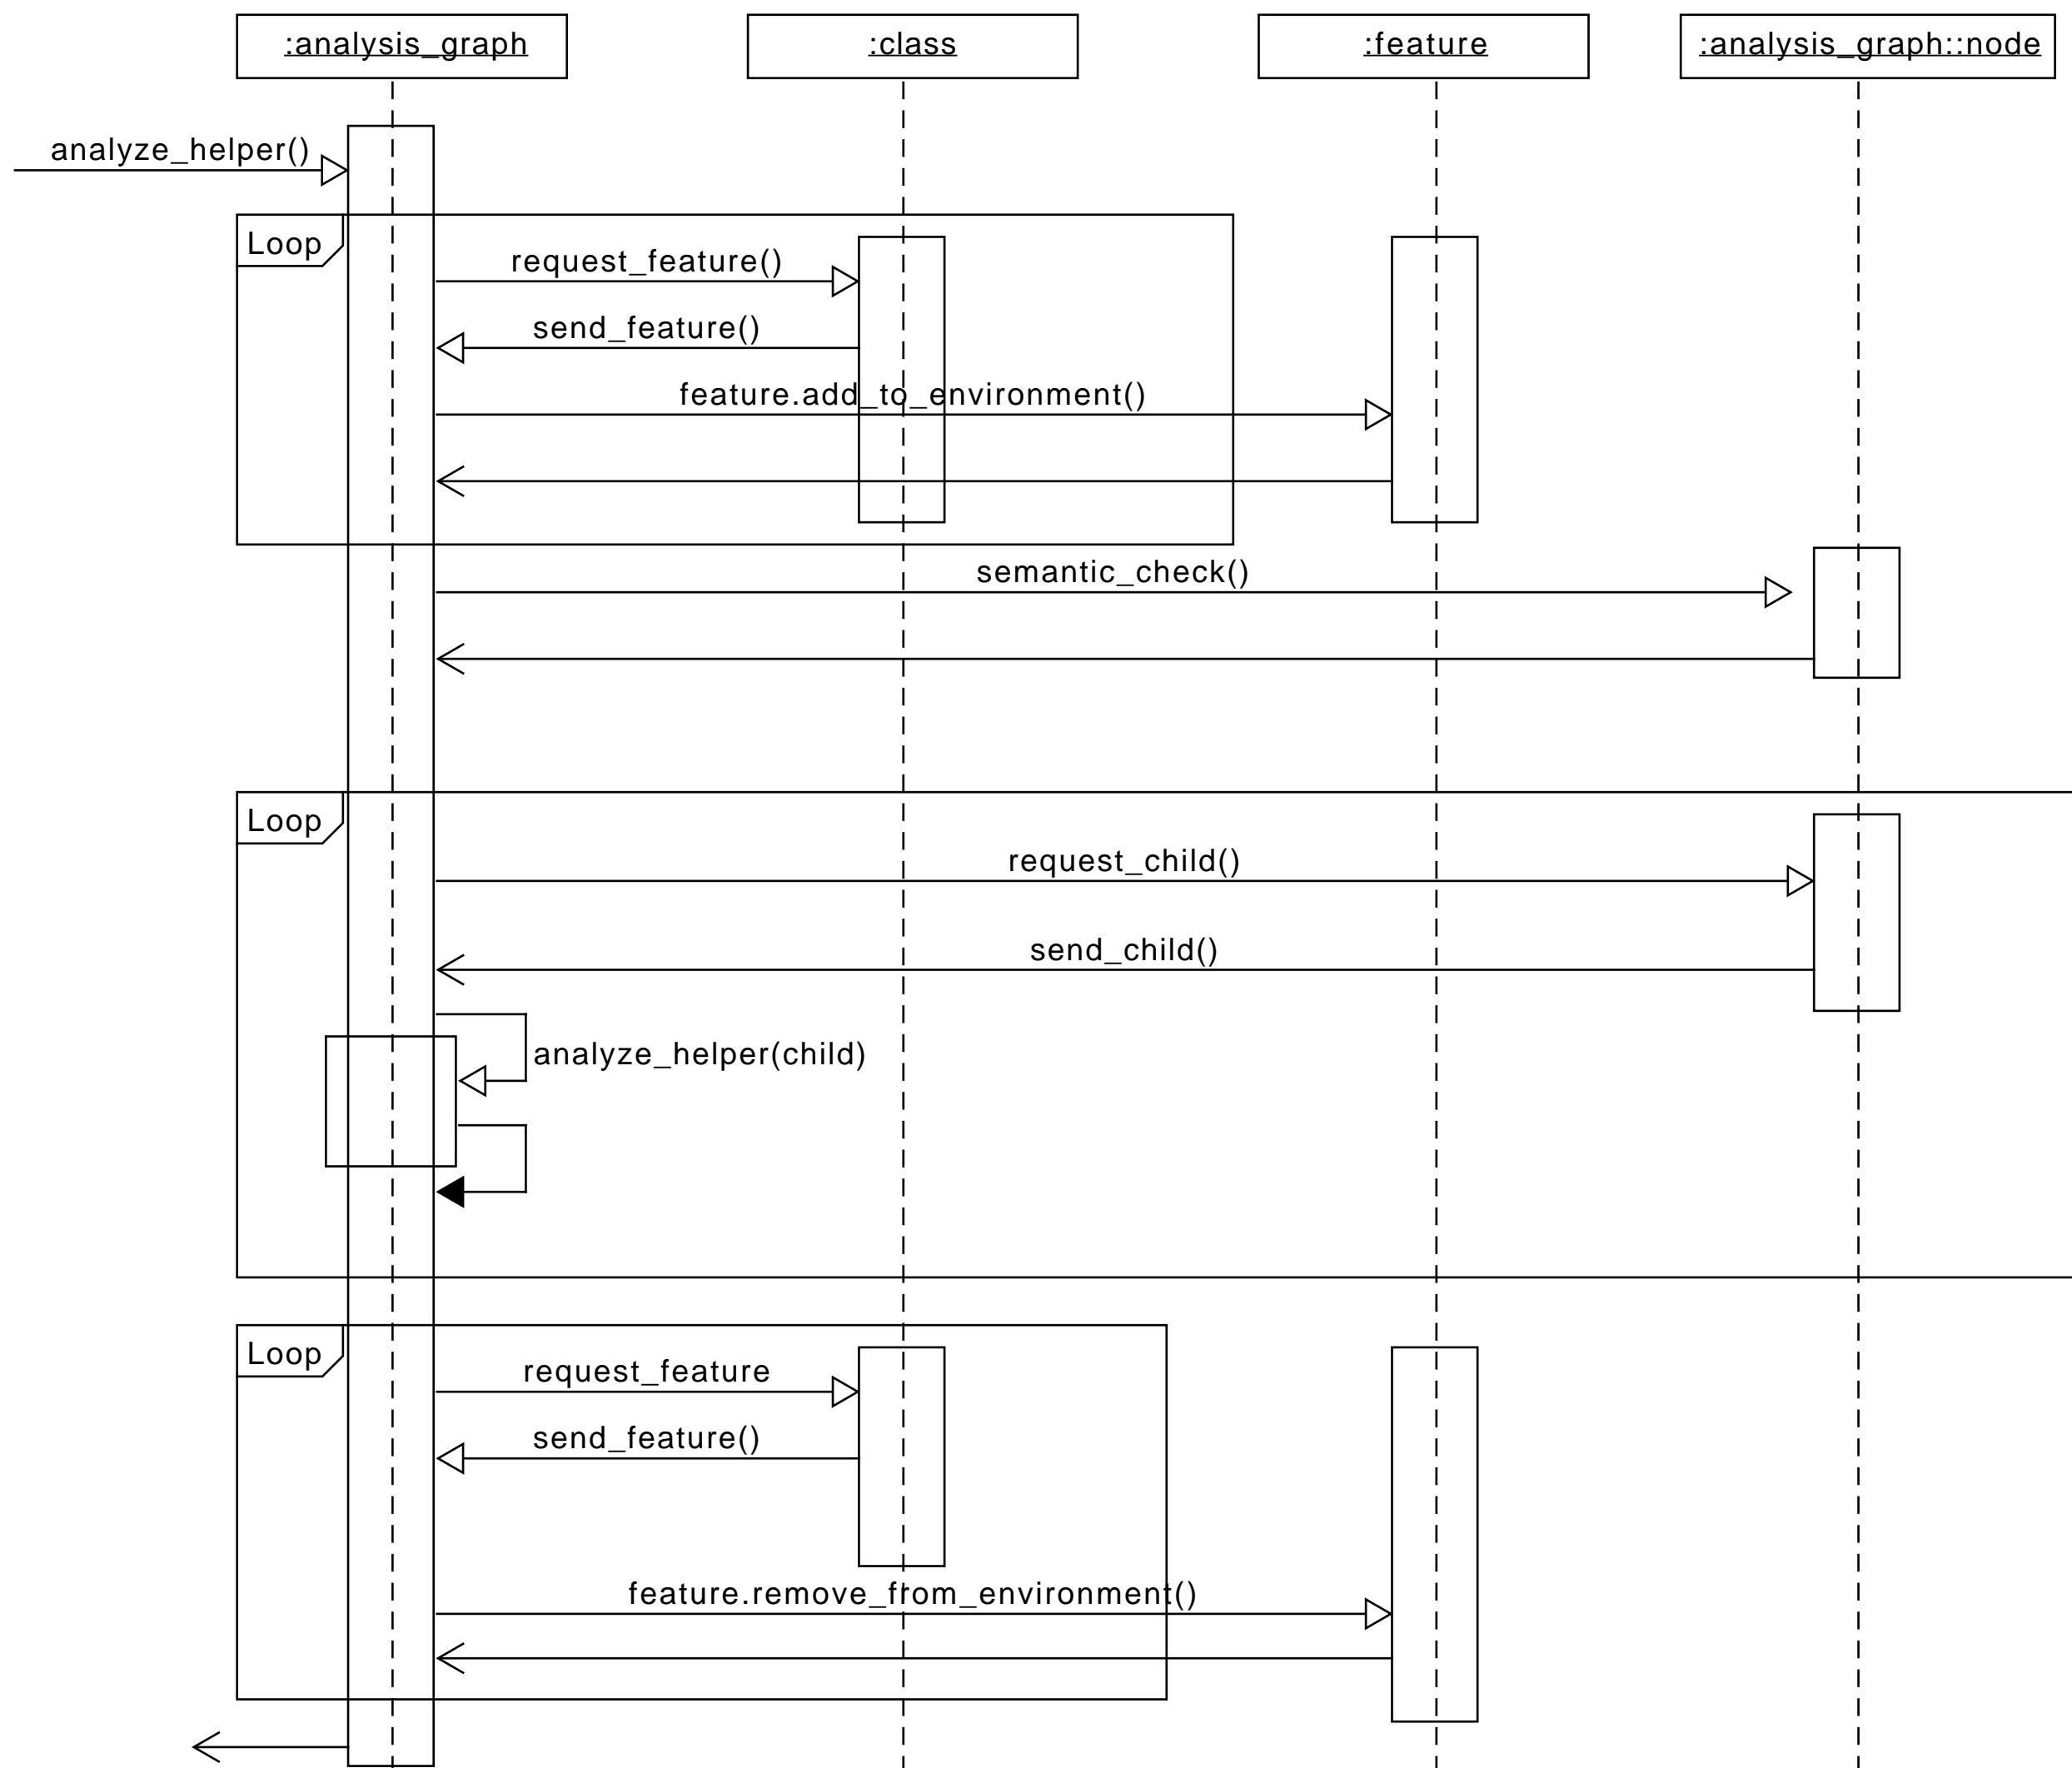 :analysis_graph
:class
:feature
:analysis_graph::node
analyze_helper()
Loop
request_feature()
send_feature()
feature.add_to_environment()
semantic_check()
Loop
request_child()
send_child()
analyze_helper(child)
Loop
request_feature
send_feature()
feature.remove_from_environment()